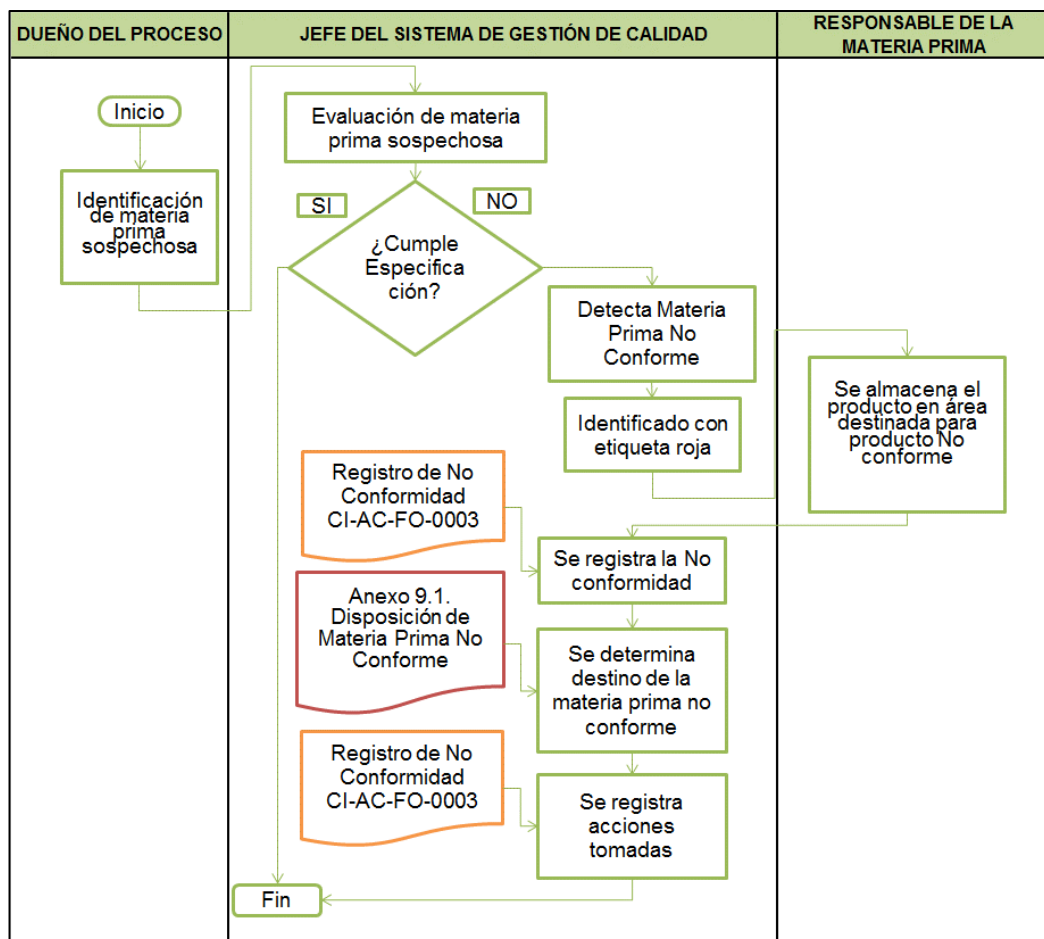 DUEÑO DEL PROCESO
JEFE DEL SISTEMA DE GESTIÓN DE CALIDAD
RESPONSABLE DE LA
MATERIA PRIMA
Inicio
Identificación
de materia
prima
sospechosa
Evaluación de materia
prima sospechosa
SI
NO
¿Cumple
Especifica
ción?
Detecta Materia
Prima No
Conforme
Identificado con
etiqueta roja
Se almacena el
producto en área
destinada para
producto No
conforme
Registro de No
Conformidad
CI-AC-FO-0003
Se registra la No
conformidad
Anexo 9.1.
Disposición de
Materia Prima No
Conforme
Se determina
destino de la
materia prima no
conforme
Registro de No
Conformidad
CI-AC-FO-0003
Se registra
acciones
tomadas
Fin